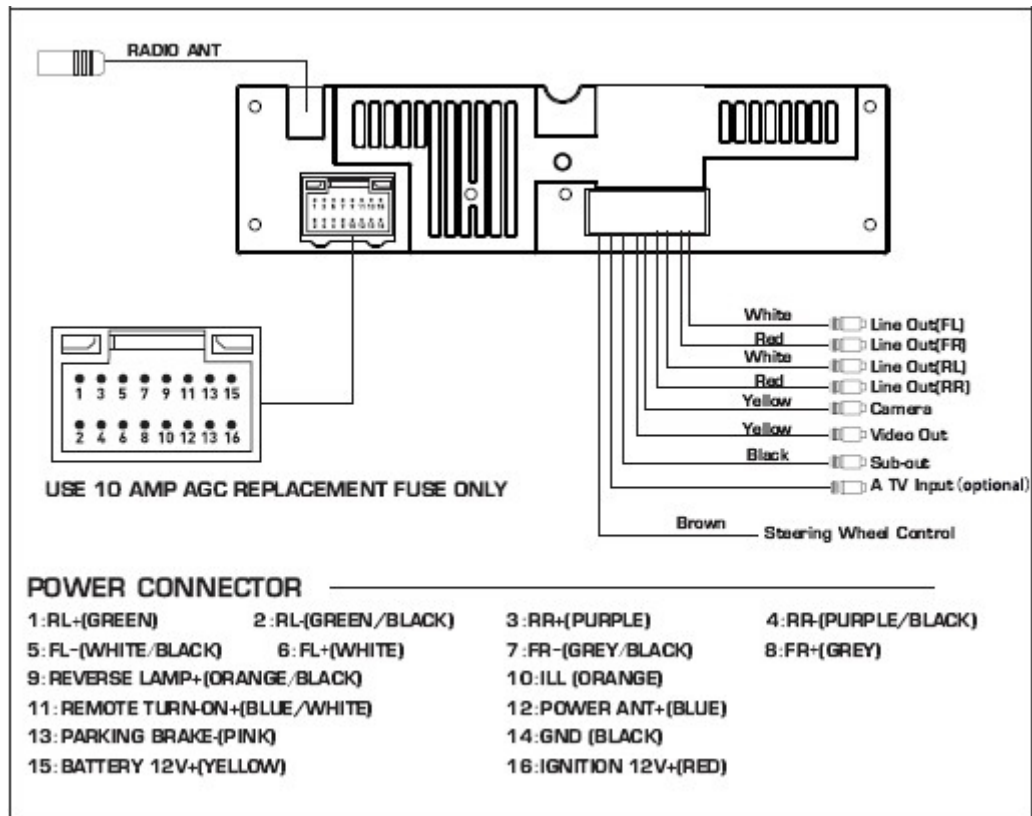 RADIO ANT
White Line Out(FL)
Red Line Out(FR)
White Line Out(RL)
Red Line Out(RR)
Yellow Camera
Yellow Video Out
Black Sub-out
A TV Input (optional)
Brown Steering Wheel Control
1 3 5 7 9 11 13 15
2 4 6 8 10 12 13 16
USE 10 AMP AGC REPLACEMENT FUSE ONLY
POWER CONNECTOR
1:RL+(GREEN) 2:RL-(GREEN/BLACK) 3:RR+(PURPLE) 4:RR-(PURPLE/BLACK)
5:FL-(WHITE/BLACK) 6:FL+(WHITE) 7:FR-(GREY/BLACK) 8:FR+(GREY)
9:REVERSE LAMP+(ORANGE/BLACK) 10:ILL (ORANGE)
11:REMOTE TURN-ON+(BLUE/WHITE) 12:POWER ANT+(BLUE)
13:PARKING BRAKE-(PINK) 14:GND (BLACK)
15:BATTERY 12V+(YELLOW) 16:IGNITION 12V+(RED)